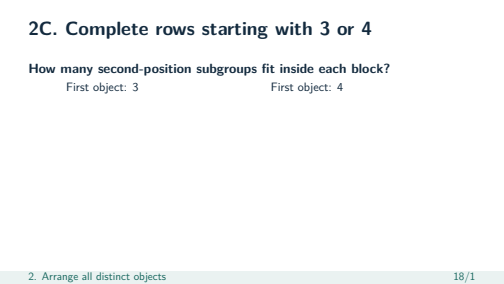 2C. Complete rows starting with 3 or 4
How many second-position subgroups fit inside each block?
First object: 3
First object: 4
2. Arrange all distinct objects
18/1